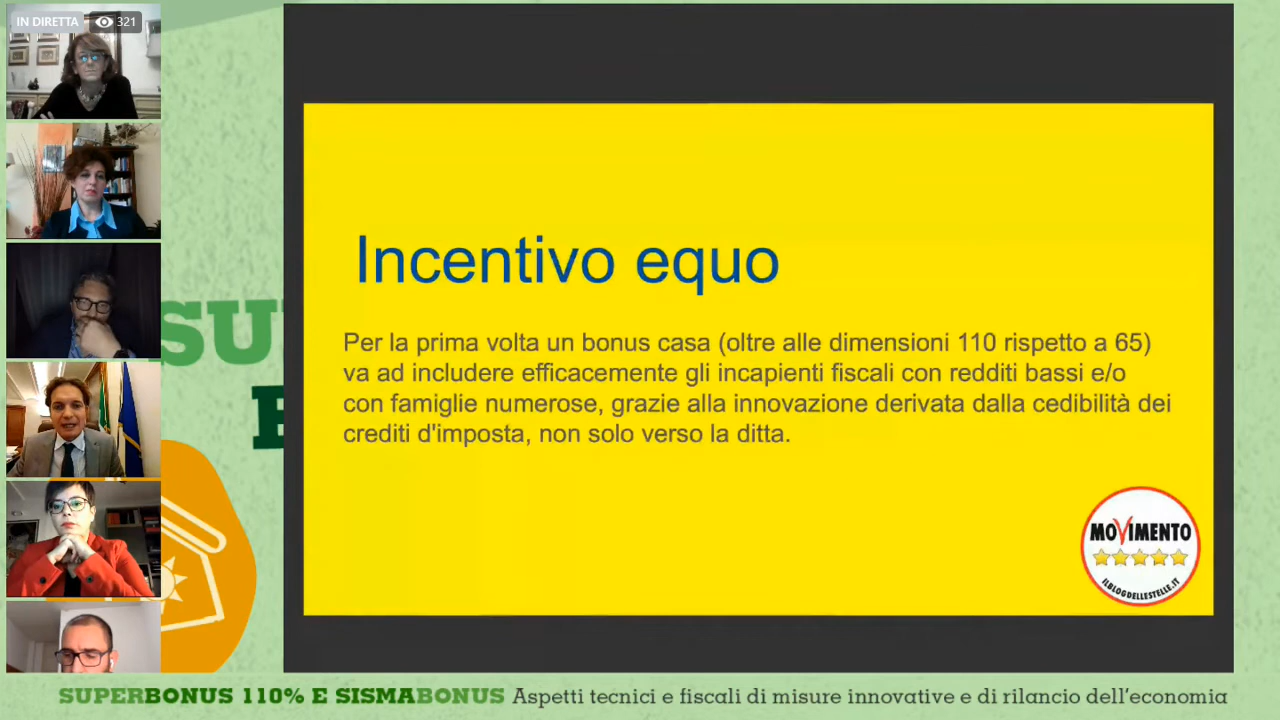 IN DIRETTA 321
SU
Incentivo equo
Per la prima volta un bonus casa (oltre alle dimensioni 110 rispetto a 65)
va ad includere efficacemente gli incapienti fiscali con redditi bassi e/o
con famiglie numerose, grazie alla innovazione derivata dalla cedibilità dei
crediti d'imposta, non solo verso la ditta.
MOVIMENTO
ILBLOGDELLESTELLE.IT
SUPERBONUS 110% E SISMABONUS Aspetti tecnici e fiscali di misure innovative e di rilancio dell'economia